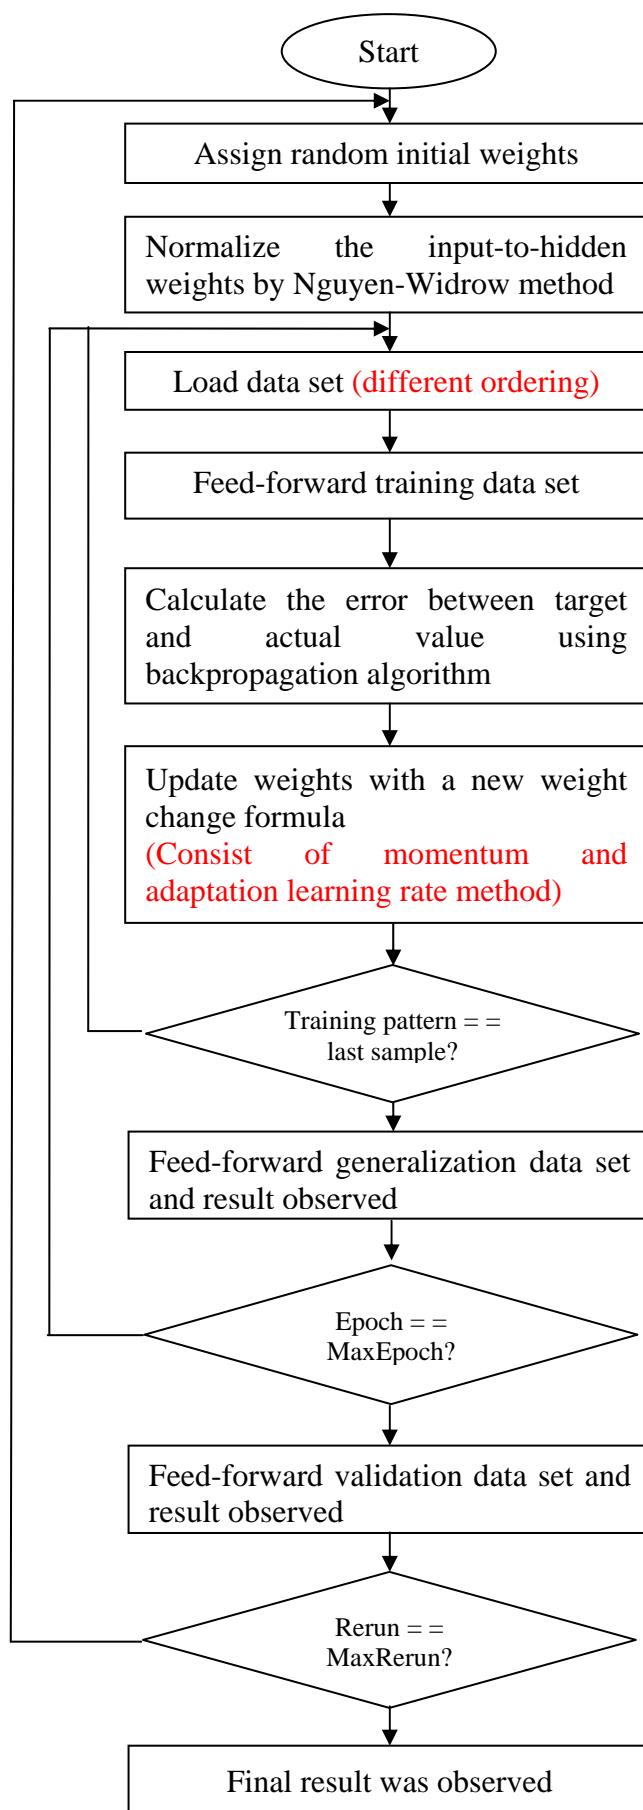 Start
Assign random initial weights
Normalize the input-to-hidden
weights by Nguyen-Widrow method
Load data set (different ordering)
Feed-forward training data set
Calculate the error between target
and actual value using
backpropagation algorithm
Update weights with a new weight
change formula
(Consist of momentum and
adaptation learning rate method)
Training pattern = =
last sample?
Feed-forward generalization data set
and result observed
Epoch = =
MaxEpoch?
Feed-forward validation data set and
result observed
Rerun = =
MaxRerun?
Final result was observed